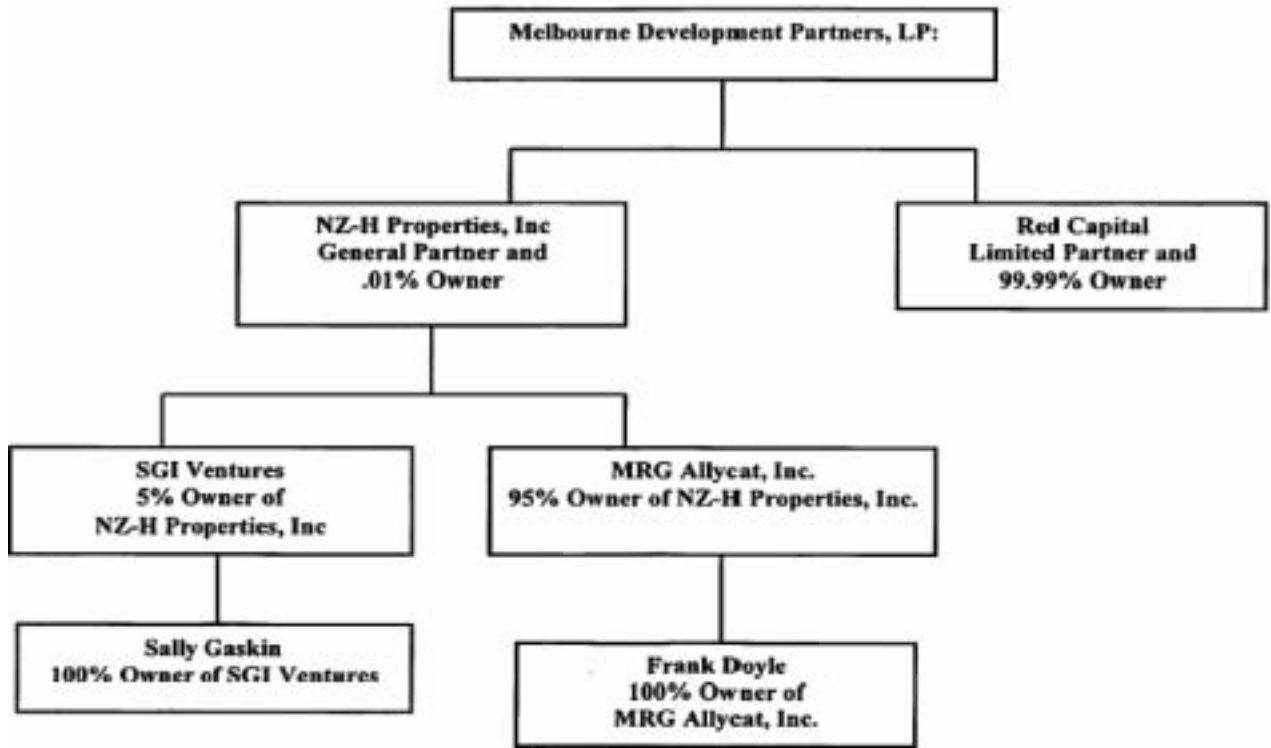 Melbourne Development Partners, LP:
NZ-H Properties, Inc
General Partner and
.01% Owner
Red Capital
Limited Partner and
99.99% Owner
SGI Ventures
5% Owner of
NZ-H Properties, Inc
MRG Allycat, Inc.
95% Owner of NZ-H Properties, Inc.
Sally Gaskin
100% Owner of SGI Ventures
Frank Doyle
100% Owner of
MRG Allycat, Inc.